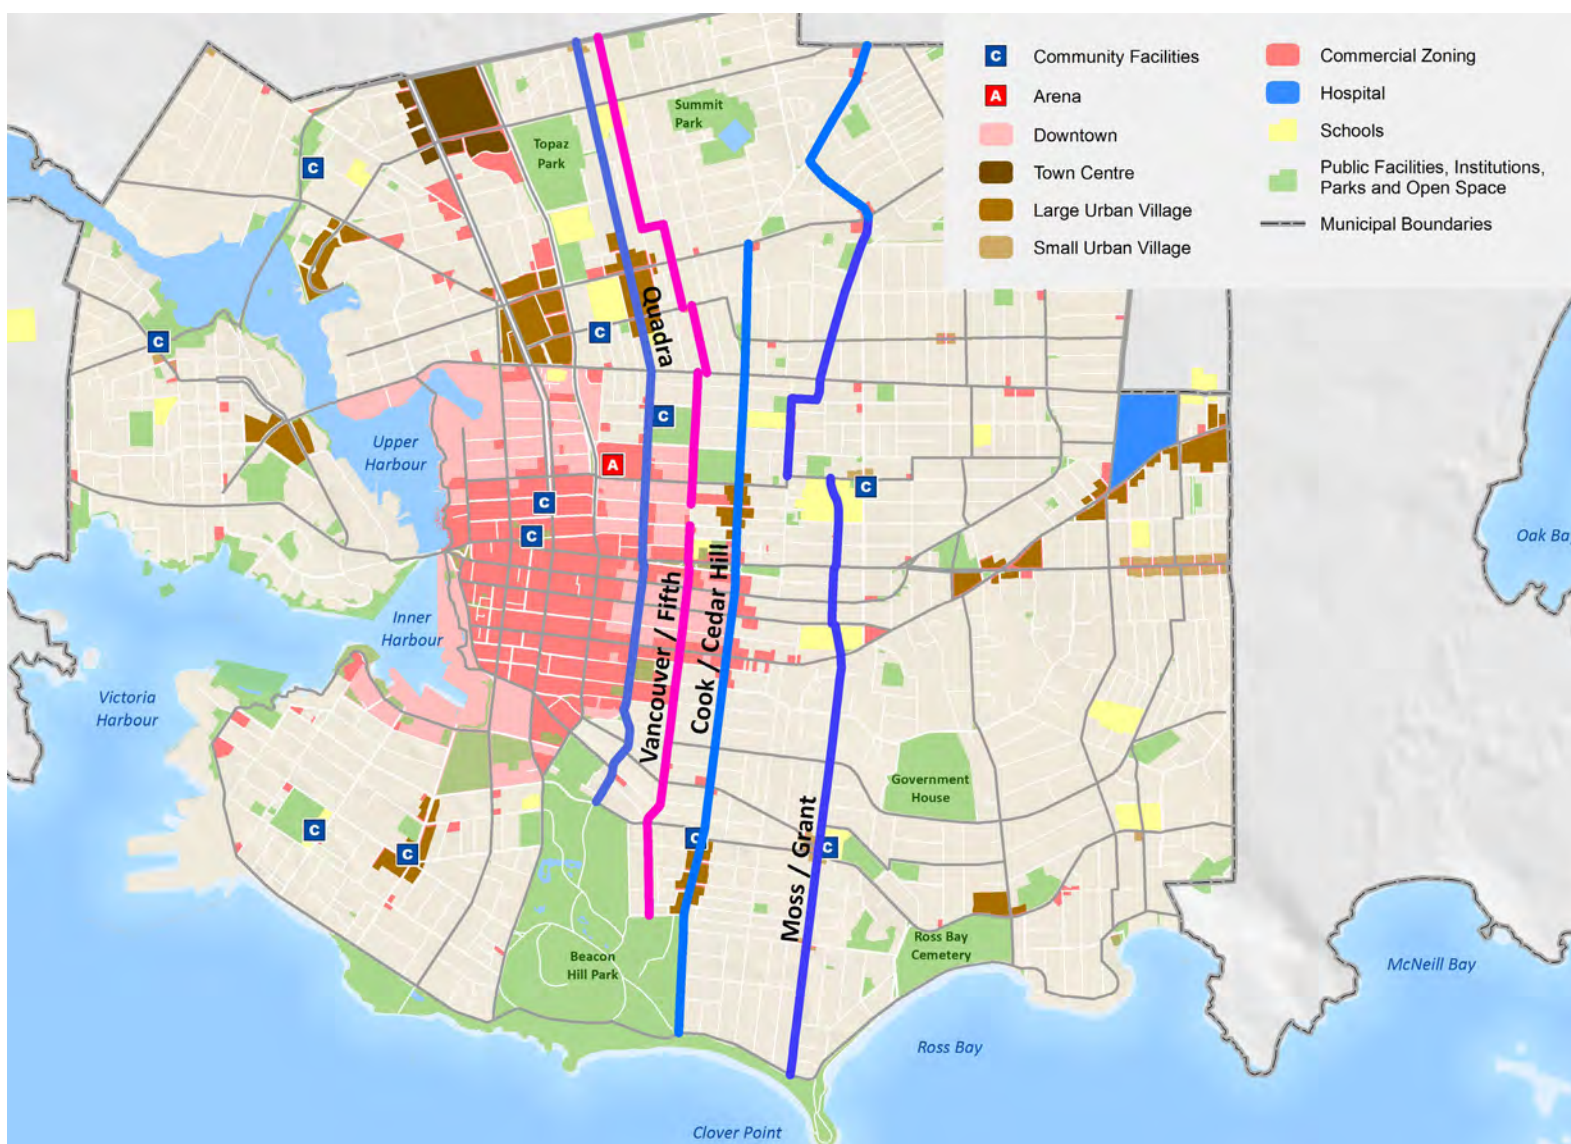 C
Community Facilities
A
Arena
Downtown
Town Centre
Large Urban Village
Small Urban Village
Commercial Zoning
Hospital
Schools
Public Facilities, Institutions,
Parks and Open Space
Municipal Boundaries
Summit
Park
Topaz
Park
C
C
C
Quadra
C
Upper
Harbour
A
C
C
C
Oak Bay
Inner
Harbour
Vancouver / Fifth
Cook / Cedar Hill
Victoria
Harbour
Government
House
Moss / Grant
C
C
C
C
Beacon
Hill Park
Ross Bay
Cemetery
McNeill Bay
Ross Bay
Clover Point